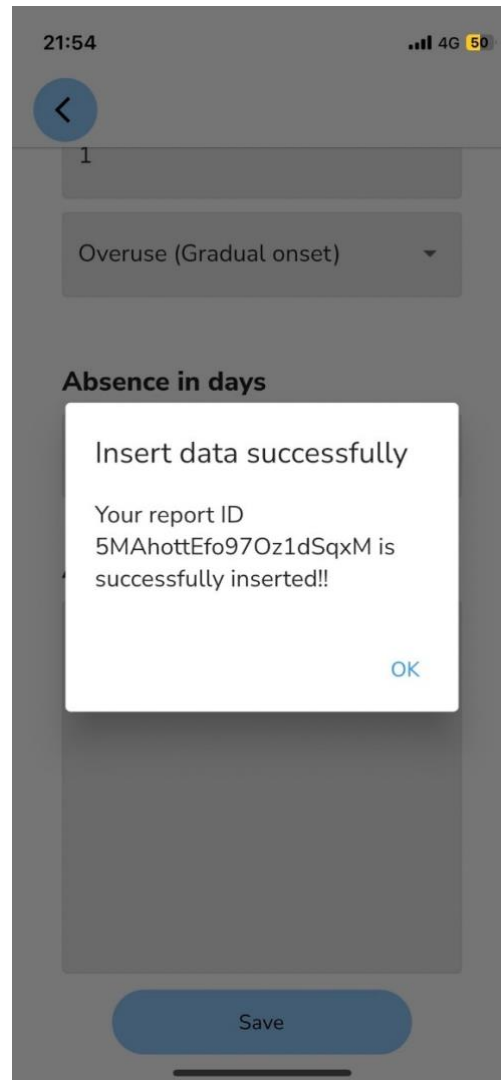 21:54
4G 50
1
Overuse (Gradual onset)
Absence in days
Insert data successfully
Your report ID
5MAhottEfo97Oz1dSqxM is
successfully inserted!!
OK
Save